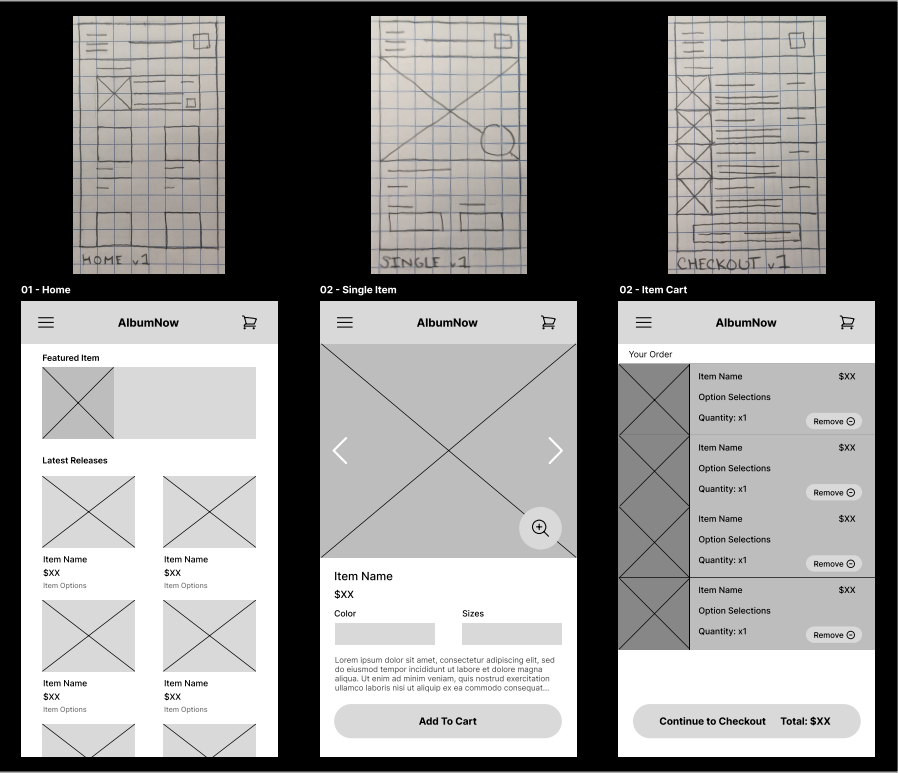 HOME v1
SINGLE v1
CHECKOUT v1
01 - Home
AlbumNow
Featured Item
Latest Releases
Item Name
$XX
Item Options
Item Name
$XX
Item Options
Item Name
$XX
Item Options
Item Name
$XX
Item Options
02 - Single Item
AlbumNow
Item Name
$XX
Color
Sizes
Lorem ipsum dolor sit amet, consectetur adipiscing elit, sed
do eiusmod tempor incididunt ut labore et dolore magna
aliqua. Ut enim ad minim veniam, quis nostrud exercitation
ullamco laboris nisi ut aliquip ex ea commodo consequat...
Add To Cart
02 - Item Cart
AlbumNow
Your Order
Item Name $XX
Option Selections
Quantity: x1
Remove
Item Name $XX
Option Selections
Quantity: x1
Remove
Item Name $XX
Option Selections
Quantity: x1
Remove
Item Name $XX
Option Selections
Quantity: x1
Remove
Continue to Checkout Total: $XX